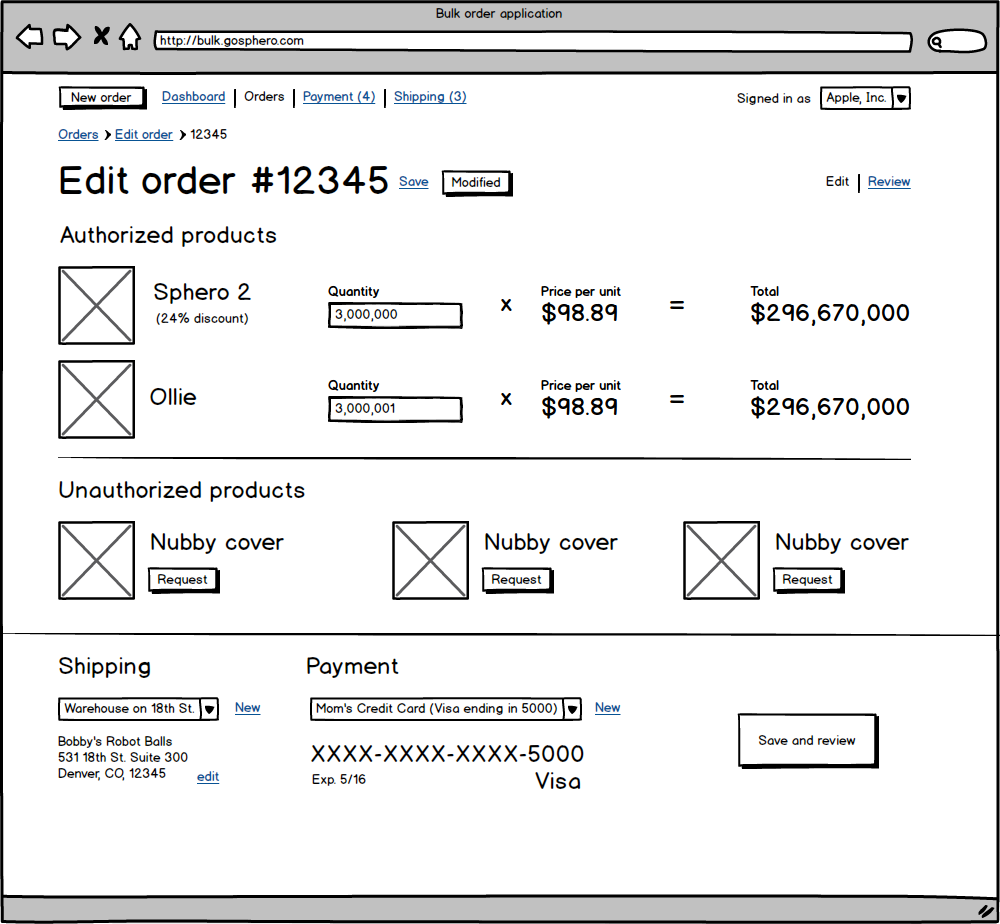 Bulk order application
http://bulk.gosphero.com
New order Dashboard Orders Payment (4) Shipping (3) Signed in as Apple, Inc.
Orders Edit order 12345
Edit order #12345 Save Modified Edit Review
Authorized products
Sphero 2
(24% discount)
Quantity Price per unit Total
3,000,000 x $98.89 = $296,670,000
Ollie
Quantity Price per unit Total
3,000,001 x $98.89 = $296,670,000
Unauthorized products
Nubby cover Nubby cover Nubby cover
Request Request Request
Shipping Payment
Warehouse on 18th St. New Mom's Credit Card (Visa ending in 5000) New
Bobby's Robot Balls
531 18th St. Suite 300
Denver, CO, 12345 edit
XXXX-XXXX-XXXX-5000
Exp. 5/16 Visa
Save and review